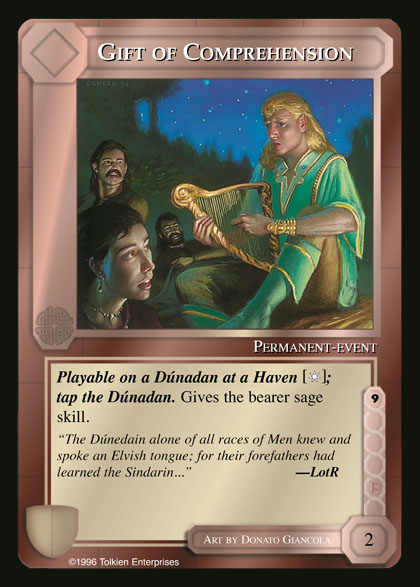 GIFT OF COMPREHENSION
DONATO 95
PERMANENT-EVENT
Playable on a Dúnadan at a Haven [];
tap the Dúnadan. Gives the bearer sage
skill.
“The Dúnedain alone of all races of Men knew and
spoke an Elvish tongue; for their forefathers had
learned the Sindarin...”
—LotR
9
F
ART BY DONATO GIANCOLA
2
©1996 Tolkien Enterprises